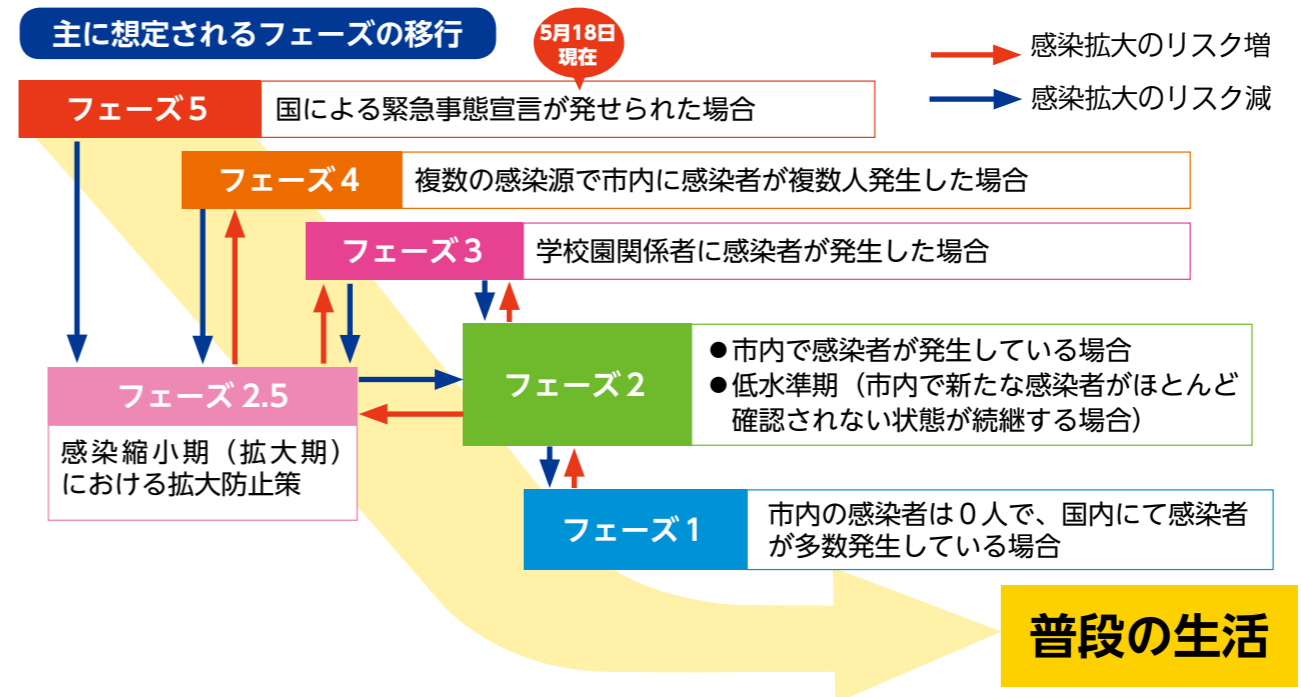 主に想定されるフェーズの移行
5月18日
現在
感染拡大のリスク増
感染拡大のリスク減
フェーズ5
国による緊急事態宣言が発せられた場合
フェーズ4
複数の感染源で市内に感染者が複数人発生した場合
フェーズ3
学校園関係者に感染者が発生した場合
フェーズ2.5
感染縮小期（拡大期）
における拡大防止策
フェーズ2
●市内で感染者が発生している場合
●低水準期（市内で新たな感染者がほとんど
確認されない状態が続継する場合）
フェーズ1
市内の感染者は０人で、国内にて感染者
が多数発生している場合
普段の生活